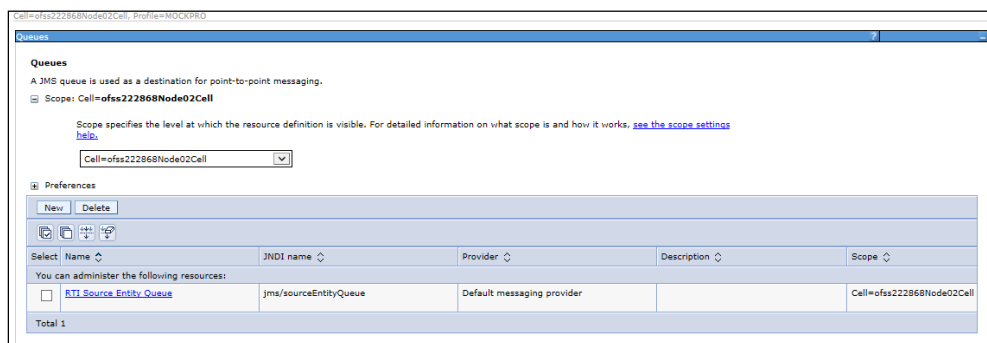 Cell=ofss222868Node02Cell, Profile=MOCKPRO
Queues ? –
Queues
A JMS queue is used as a destination for point-to-point messaging.
Scope: Cell=ofss222868Node02Cell
Scope specifies the level at which the resource definition is visible. For detailed information on what scope is and how it works, see the scope settings
help.
Cell=ofss222868Node02Cell
Preferences
New Delete
Select Name JNDI name Provider Description Scope
You can administer the following resources:
RTI Source Entity Queue jms/sourceEntityQueue Default messaging provider Cell=ofss222868Node02Cell
Total 1